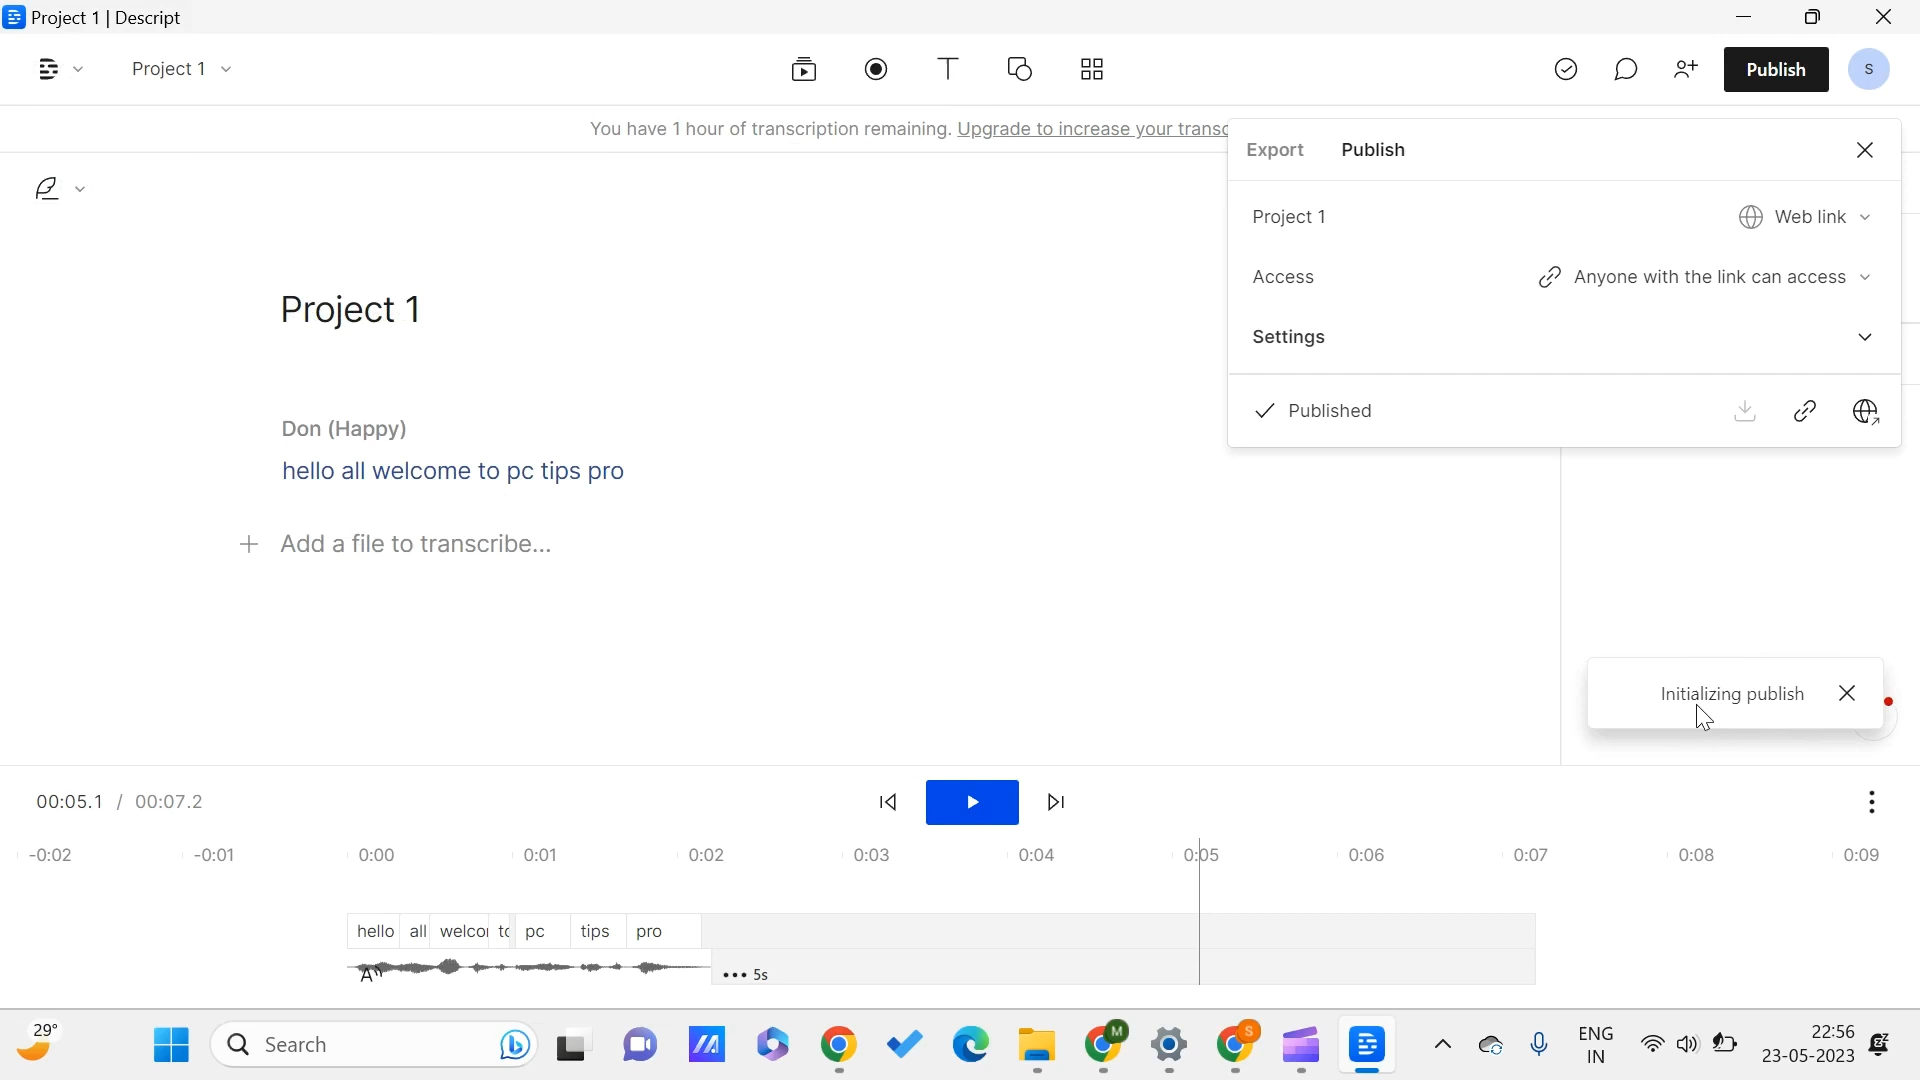 Project 1 | Descript
Project 1
Publish
S
You have 1 hour of transcription remaining. Upgrade to increase your transc
Export Publish
Project 1 Web link
Access Anyone with the link can access
Settings
Published
Project 1
Don (Happy)
hello all welcome to pc tips pro
+ Add a file to transcribe...
Initializing publish
00:05.1 / 00:07.2
-0:02 -0:01 0:00 0:01 0:02 0:03 0:04 0:05 0:06 0:07 0:08 0:09
hello all welcor to pc tips pro
A
••• 5s
29°
Search
M
S
ENG
IN
22:56
23-05-2023